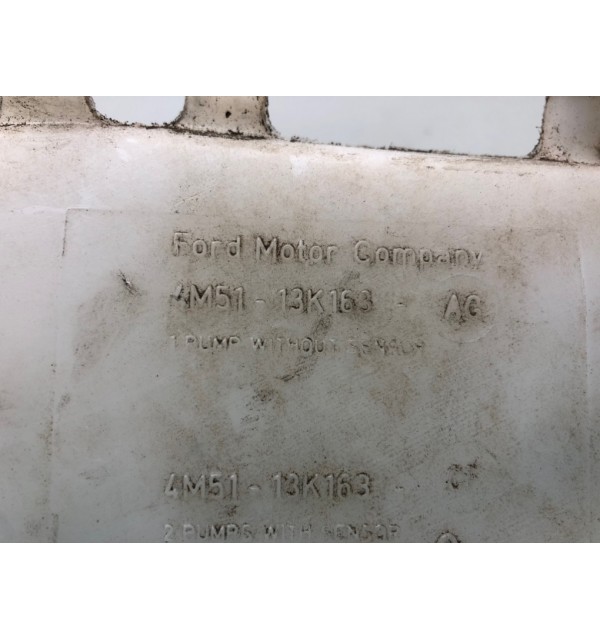 Ford Motor Company
4M51 - 13K163 - AG
1 PUMP WITHOUT SENSOR
4M51 - 13K163 -
2 PUMPS WITH SENSOR